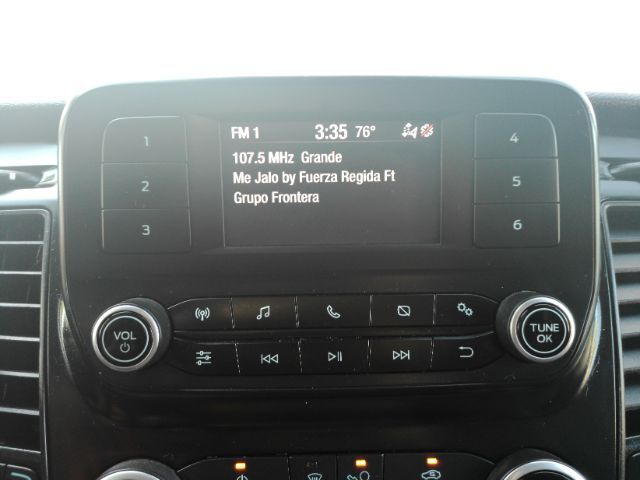 FM 1 3:35 76°
107.5 MHz Grande
Me Jalo by Fuerza Regida Ft
Grupo Frontera
1
2
3
4
5
6
VOL
TUNE
OK